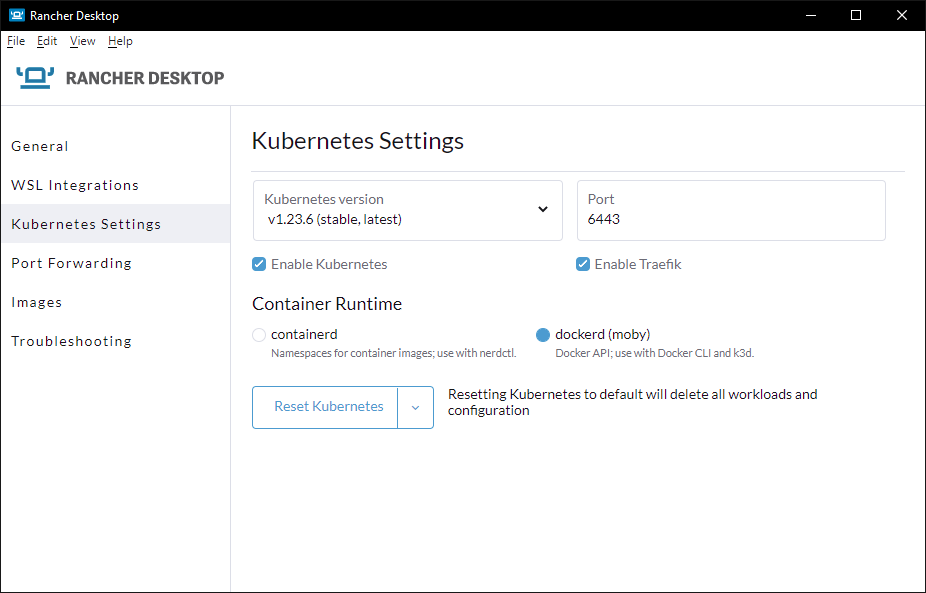 Rancher Desktop
File Edit View Help
RANCHER DESKTOP
General
WSL Integrations
Kubernetes Settings
Port Forwarding
Images
Troubleshooting
Kubernetes Settings
Kubernetes version
v1.23.6 (stable, latest)
Port
6443
Enable Kubernetes
Enable Traefik
Container Runtime
containerd
Namespaces for container images; use with nerdctl.
dockerd (moby)
Docker API; use with Docker CLI and k3d.
Reset Kubernetes
Resetting Kubernetes to default will delete all workloads and
configuration